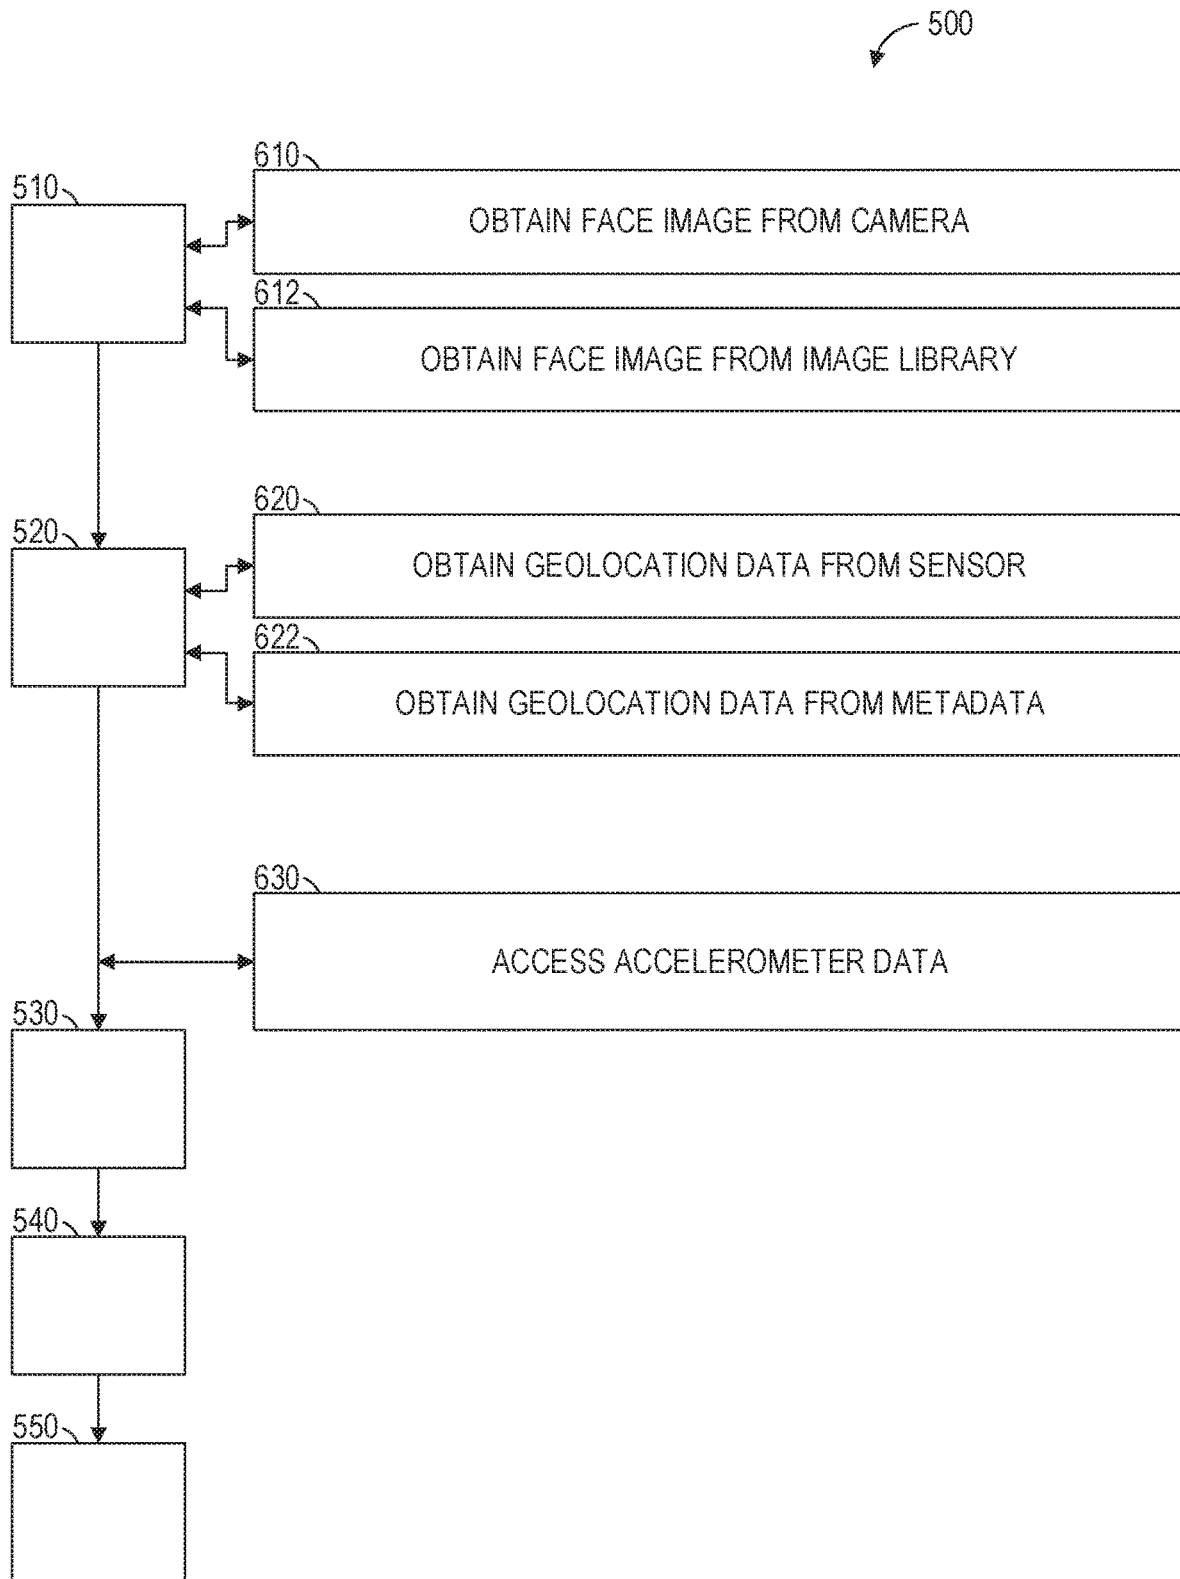 500
610
510
OBTAIN FACE IMAGE FROM CAMERA
612
OBTAIN FACE IMAGE FROM IMAGE LIBRARY
620
520
OBTAIN GEOLOCATION DATA FROM SENSOR
622
OBTAIN GEOLOCATION DATA FROM METADATA
630
ACCESS ACCELEROMETER DATA
530
540
550